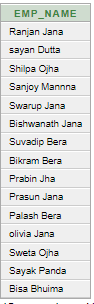 EMP_NAME
Ranjan Jana
sayan Dutta
Shilpa Ojha
Sanjoy Mannna
Swarup Jana
Bishwanath Jana
Suvadip Bera
Bikram Bera
Prabin Jha
Prasun Jana
Palash Bera
olivia Jana
Sweta Ojha
Sayak Panda
Bisa Bhuima